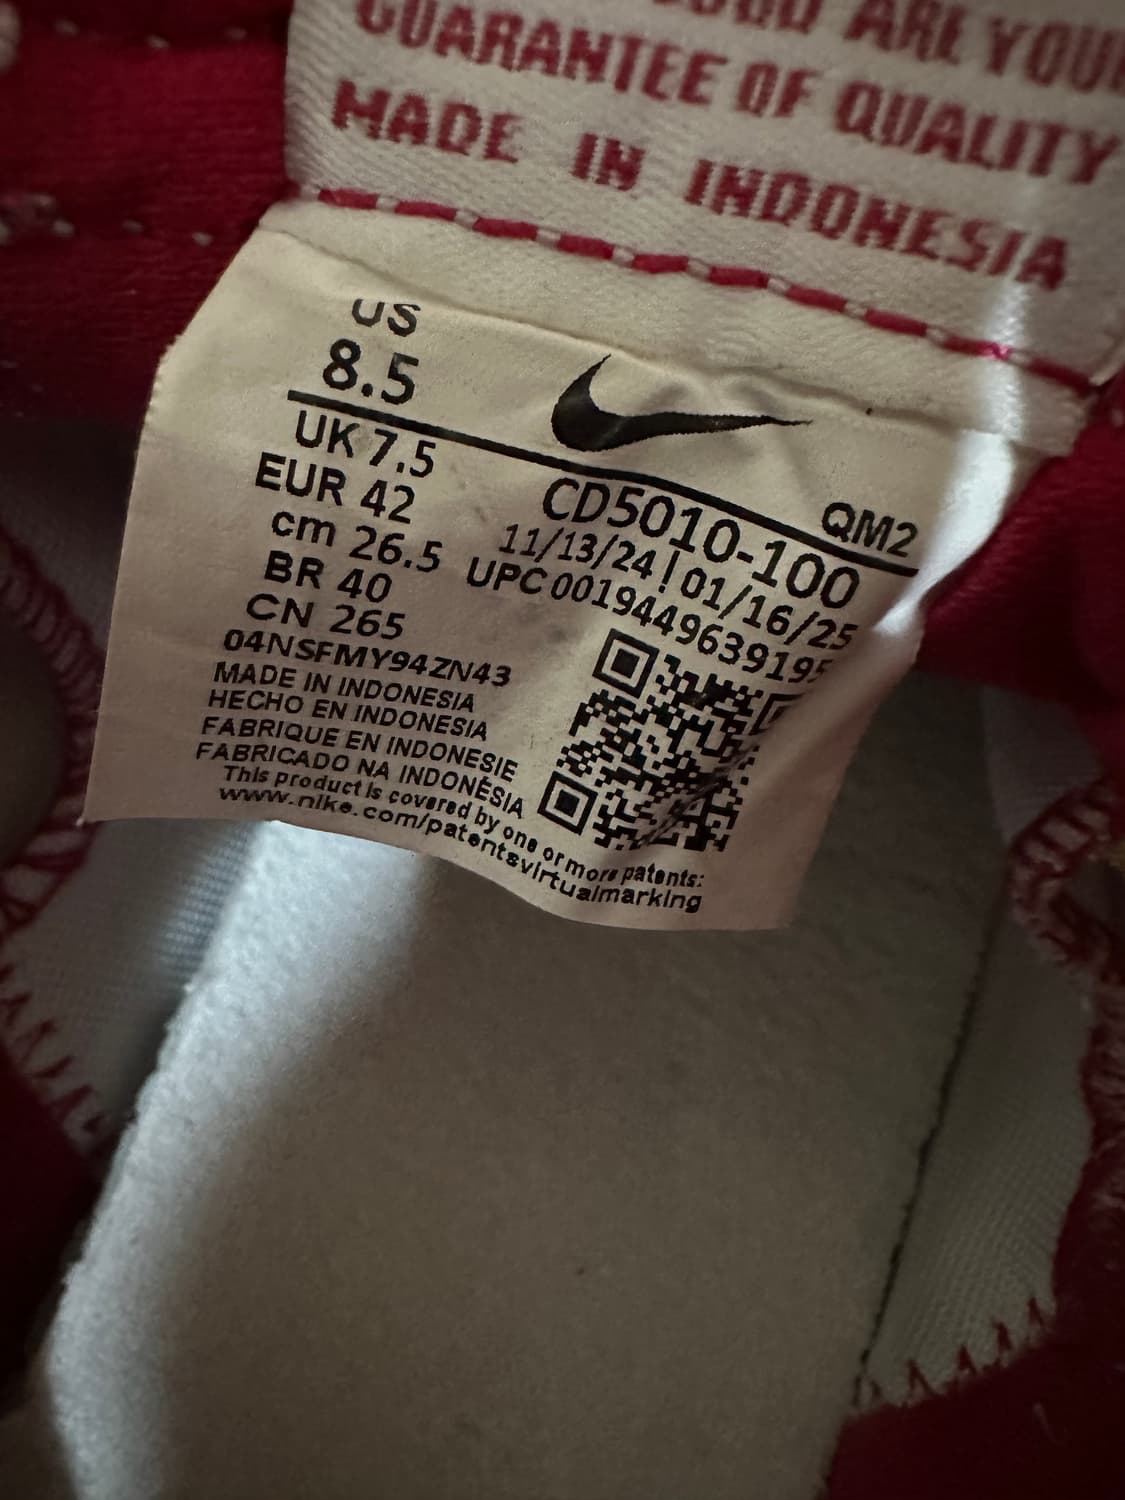 ARE YOUR
GUARANTEE OF QUALITY
MADE IN INDONESIA
US
8.5
UK 7.5
EUR 42
cm 26.5
BR 40
CN 265
QM2
CD5010-100
11/13/24 | 01/16/25
UPC 0019449639195
04NSFMY94ZN43
MADE IN INDONESIA
HECHO EN INDONESIA
FABRIQUE EN INDONESIE
FABRICADO NA INDONÉSIA
This product is covered by one or more patents:
www.nike.com/patentsvirtualmarking